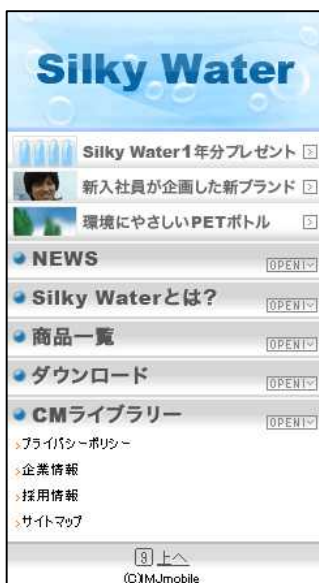 Silky Water
Silky Water1年分プレゼント
新入社員が企画した新ブランド
環境にやさしいPETボトル
NEWS OPEN!
Silky Waterとは? OPEN!
商品一覧 OPEN!
ダウンロード OPEN!
CMライブラリー OPEN!
プライバシーポリシー
企業情報
採用情報
サイトマップ
9 上へ
(C)IMJmobile